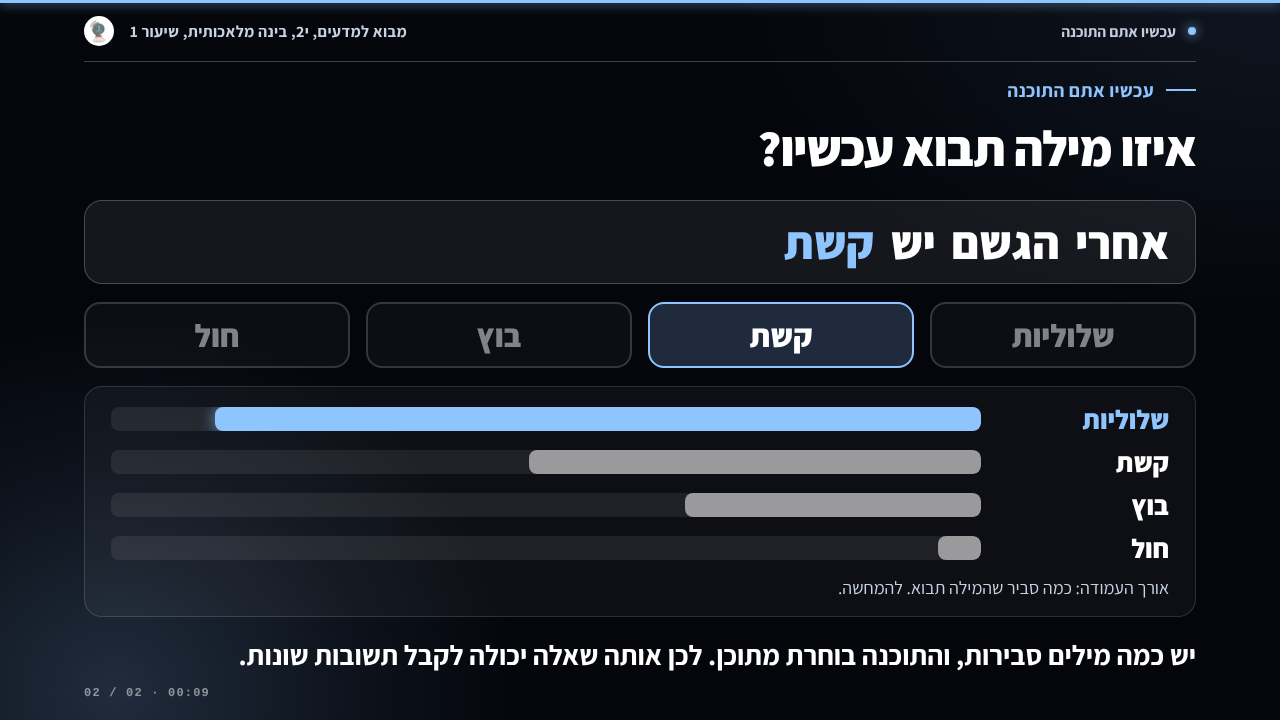 עכשיו אתם התוכנה
מבוא למדעים, י2, בינה מלאכותית, שיעור 1
עכשיו אתם התוכנה
איזו מילה תבוא עכשיו?
אחרי הגשם יש קשת
שלוליות
קשת
בוץ
חול
שלוליות
קשת
בוץ
חול
אורך העמודה: כמה סביר שהמילה תבוא. להמחשה.
יש כמה מילים סבירות, והתוכנה בוחרת מתוכן. לכן אותה שאלה יכולה לקבל תשובות שונות.
02 / 02 · 00:09